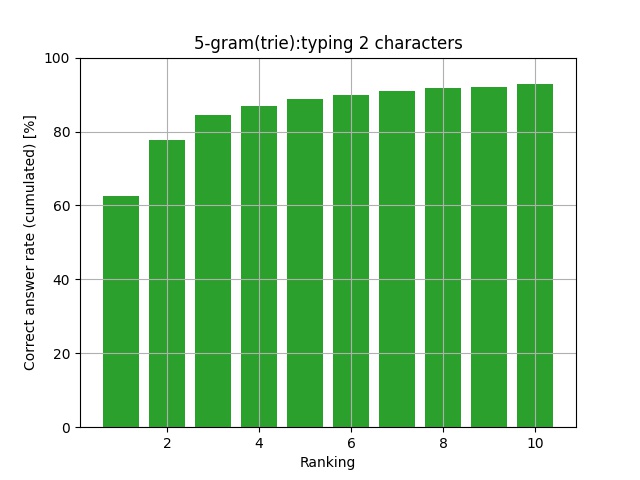 5-gram(trie):typing 2 characters
100
80
60
40
20
0
Correct answer rate (cumulated) [%]
2 4 6 8 10
Ranking